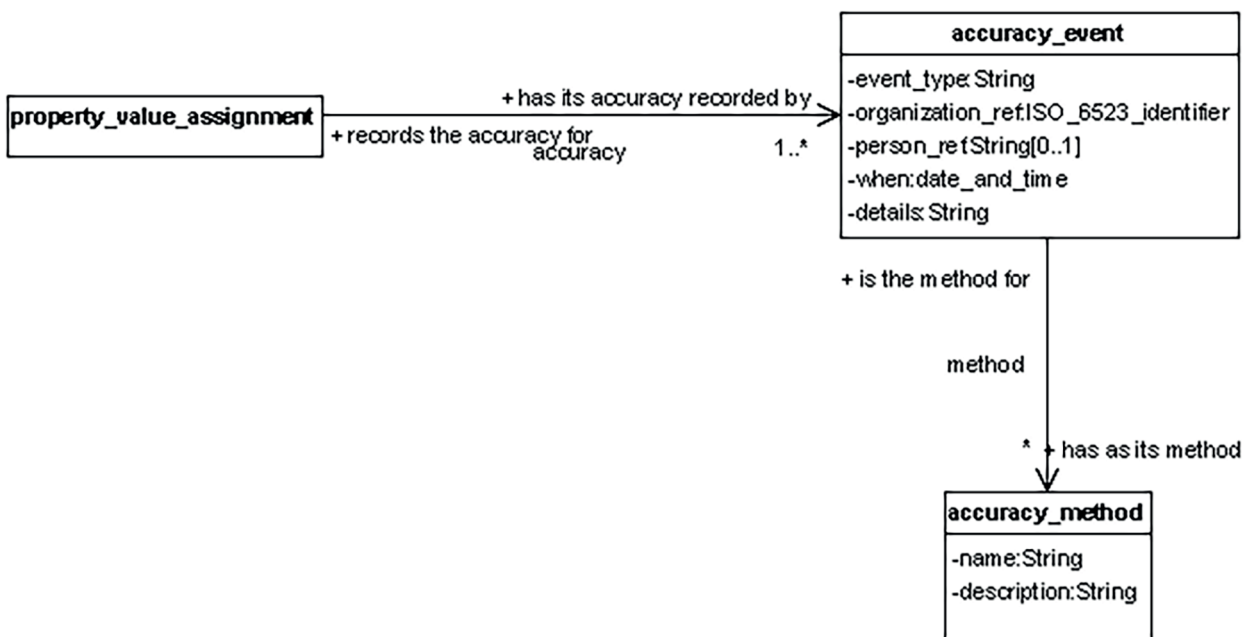 accuracy_event
-event_type:String
-organization_ref:ISO_6523_identifier
-person_ref:String[0..1]
-when:date_and_time
-details:String
property_value_assignment
+ has its accuracy recorded by
+ records the accuracy for
accuracy
1..*
+ is the method for
method
* + has as its method
accuracy_method
-name:String
-description:String